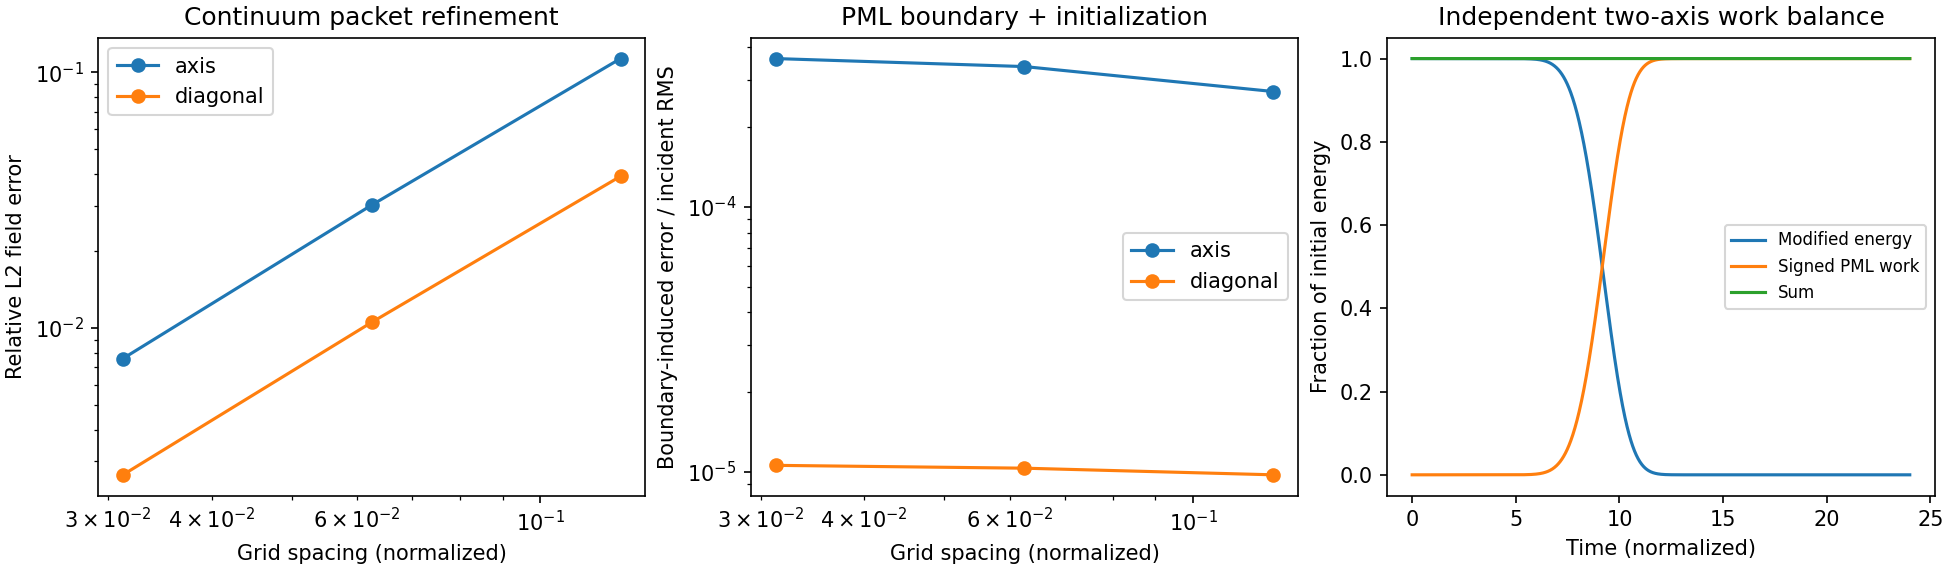 Continuum packet refinement
axis
diagonal
10⁻¹
10⁻²
Relative L2 field error
3 × 10⁻²
4 × 10⁻²
6 × 10⁻²
10⁻¹
Grid spacing (normalized)
PML boundary + initialization
axis
diagonal
10⁻⁴
10⁻⁵
Boundary-induced error / incident RMS
3 × 10⁻²
4 × 10⁻²
6 × 10⁻²
10⁻¹
Grid spacing (normalized)
Independent two-axis work balance
Modified energy
Signed PML work
Sum
1.0
0.8
0.6
0.4
0.2
0.0
Fraction of initial energy
0
5
10
15
20
25
Time (normalized)